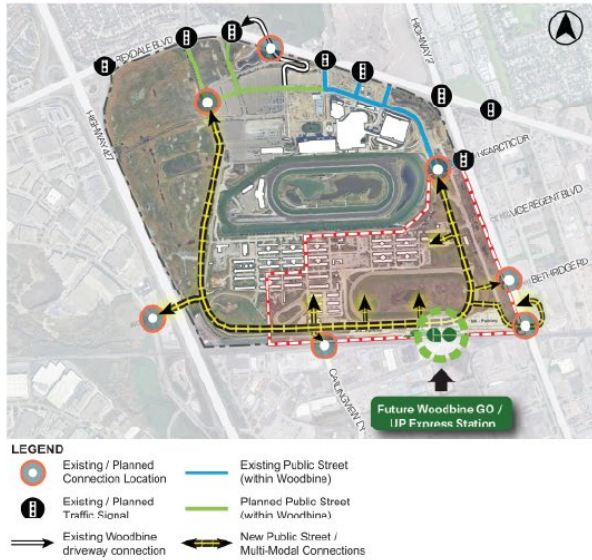 REXDALE BLVD
HIGHWAY 27
HIGHWAY 427
VICE REGENT BLVD
BETHRIDGE RD
Future Woodbine GO /
UP Express Station
LEGEND
Existing / Planned
Connection Location
Existing Public Street
(within Woodbine)
Existing / Planned
Traffic Signal
Planned Public Street
(within Woodbine)
Existing Woodbine
driveway connection
New Public Street /
Multi-Modal Connections